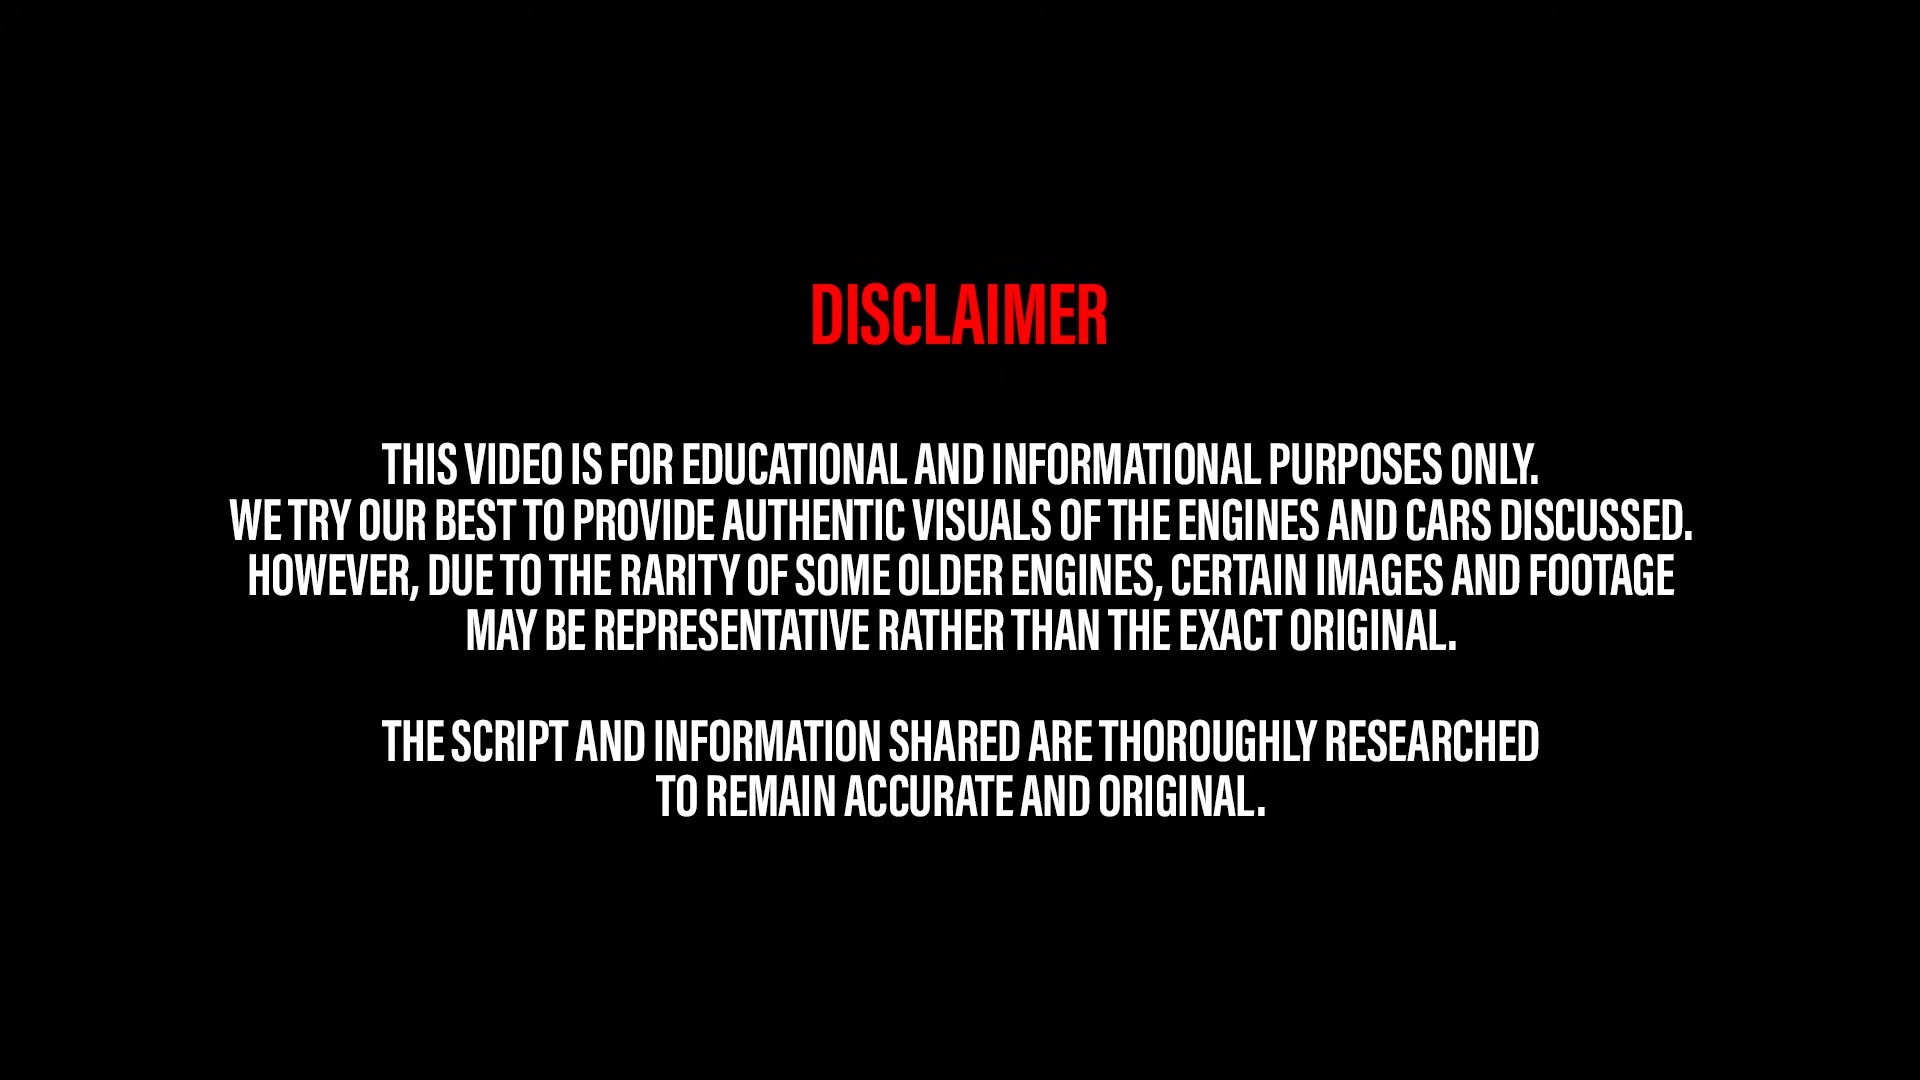 DISCLAIMER
THIS VIDEO IS FOR EDUCATIONAL AND INFORMATIONAL PURPOSES ONLY.
WE TRY OUR BEST TO PROVIDE AUTHENTIC VISUALS OF THE ENGINES AND CARS DISCUSSED.
HOWEVER, DUE TO THE RARITY OF SOME OLDER ENGINES, CERTAIN IMAGES AND FOOTAGE
MAY BE REPRESENTATIVE RATHER THAN THE EXACT ORIGINAL.
THE SCRIPT AND INFORMATION SHARED ARE THOROUGHLY RESEARCHED
TO REMAIN ACCURATE AND ORIGINAL.